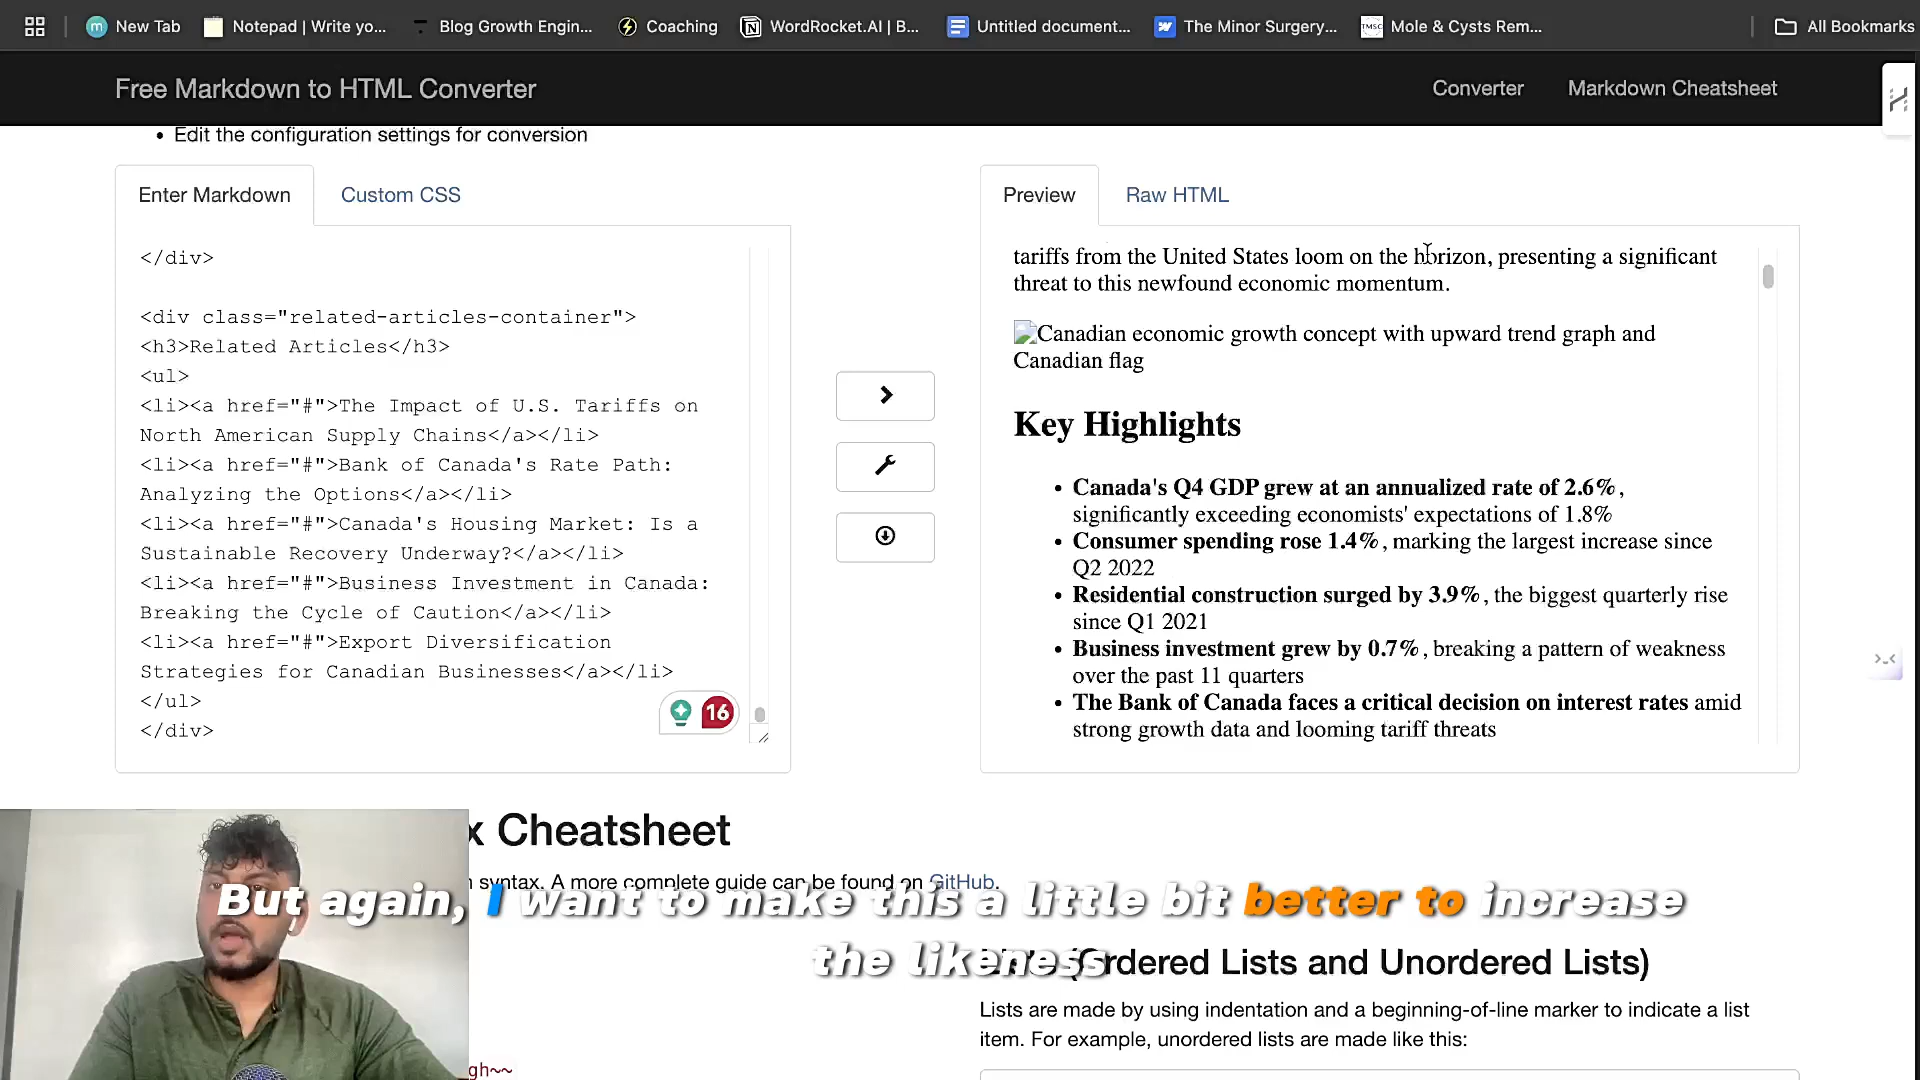 New Tab
Notepad | Write yo...
Blog Growth Engin...
Coaching
WordRocket.AI | B...
Untitled document...
The Minor Surgery...
TMSC
Mole & Cysts Rem...
All Bookmarks
Free Markdown to HTML Converter
Converter
Markdown Cheatsheet
• Edit the configuration settings for conversion
Enter Markdown
Custom CSS
</div>
<div class="related-articles-container">
<h3>Related Articles</h3>
<ul>
<li><a href="#">The Impact of U.S. Tariffs on
North American Supply Chains</a></li>
<li><a href="#">Bank of Canada's Rate Path:
Analyzing the Options</a></li>
<li><a href="#">Canada's Housing Market: Is a
Sustainable Recovery Underway?</a></li>
<li><a href="#">Business Investment in Canada:
Breaking the Cycle of Caution</a></li>
<li><a href="#">Export Diversification
Strategies for Canadian Businesses</a></li>
</ul>
</div>
16
Preview
Raw HTML
tariffs from the United States loom on the horizon, presenting a significant
threat to this newfound economic momentum.
Canadian economic growth concept with upward trend graph and
Canadian flag
Key Highlights
• Canada's Q4 GDP grew at an annualized rate of 2.6%,
significantly exceeding economists' expectations of 1.8%
• Consumer spending rose 1.4%, marking the largest increase since
Q2 2022
• Residential construction surged by 3.9%, the biggest quarterly rise
since Q1 2021
• Business investment grew by 0.7%, breaking a pattern of weakness
over the past 11 quarters
• The Bank of Canada faces a critical decision on interest rates amid
strong growth data and looming tariff threats
x Cheatsheet
syntax. A more complete guide can be found on GitHub.
But again, I want to make this a little bit better to increase
the likeness
(Ordered Lists and Unordered Lists)
Lists are made by using indentation and a beginning-of-line marker to indicate a list
item. For example, unordered lists are made like this:
gh~~